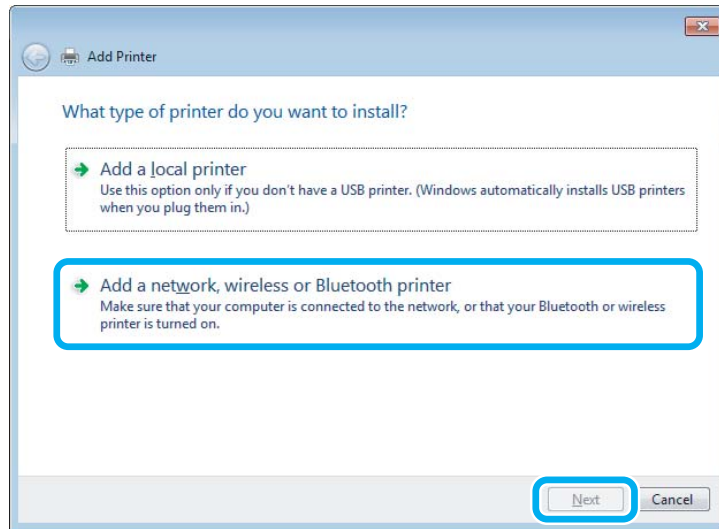 Add Printer
What type of printer do you want to install?
Add a local printer
Use this option only if you don't have a USB printer. (Windows automatically installs USB printers
when you plug them in.)
Add a network, wireless or Bluetooth printer
Make sure that your computer is connected to the network, or that your Bluetooth or wireless
printer is turned on.
Next
Cancel